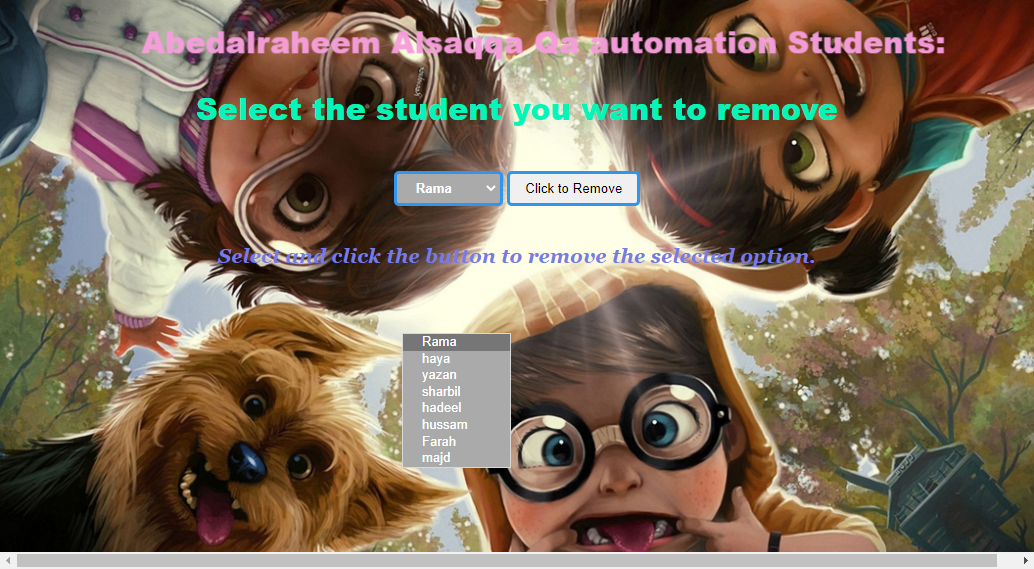 Abedalraheem Alsaqqa Qa automation Students:
Select the student you want to remove
Rama
Click to Remove
Select and click the button to remove the selected option.
Rama
haya
yazan
sharbil
hadeel
hussam
Farah
majd